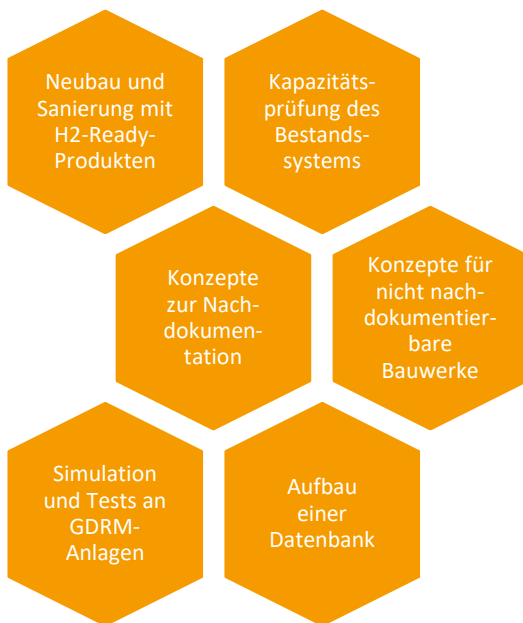 Neubau und
Sanierung mit
H2-Ready-
Produkten
Kapazitäts-
prüfung des
Bestands-
systems
Konzepte
zur Nach-
dokumen-
tation
Konzepte für
nicht nach-
dokumentier-
bare
Bauwerke
Simulation
und Tests an
GDRM-
Anlagen
Aufbau
einer
Datenbank